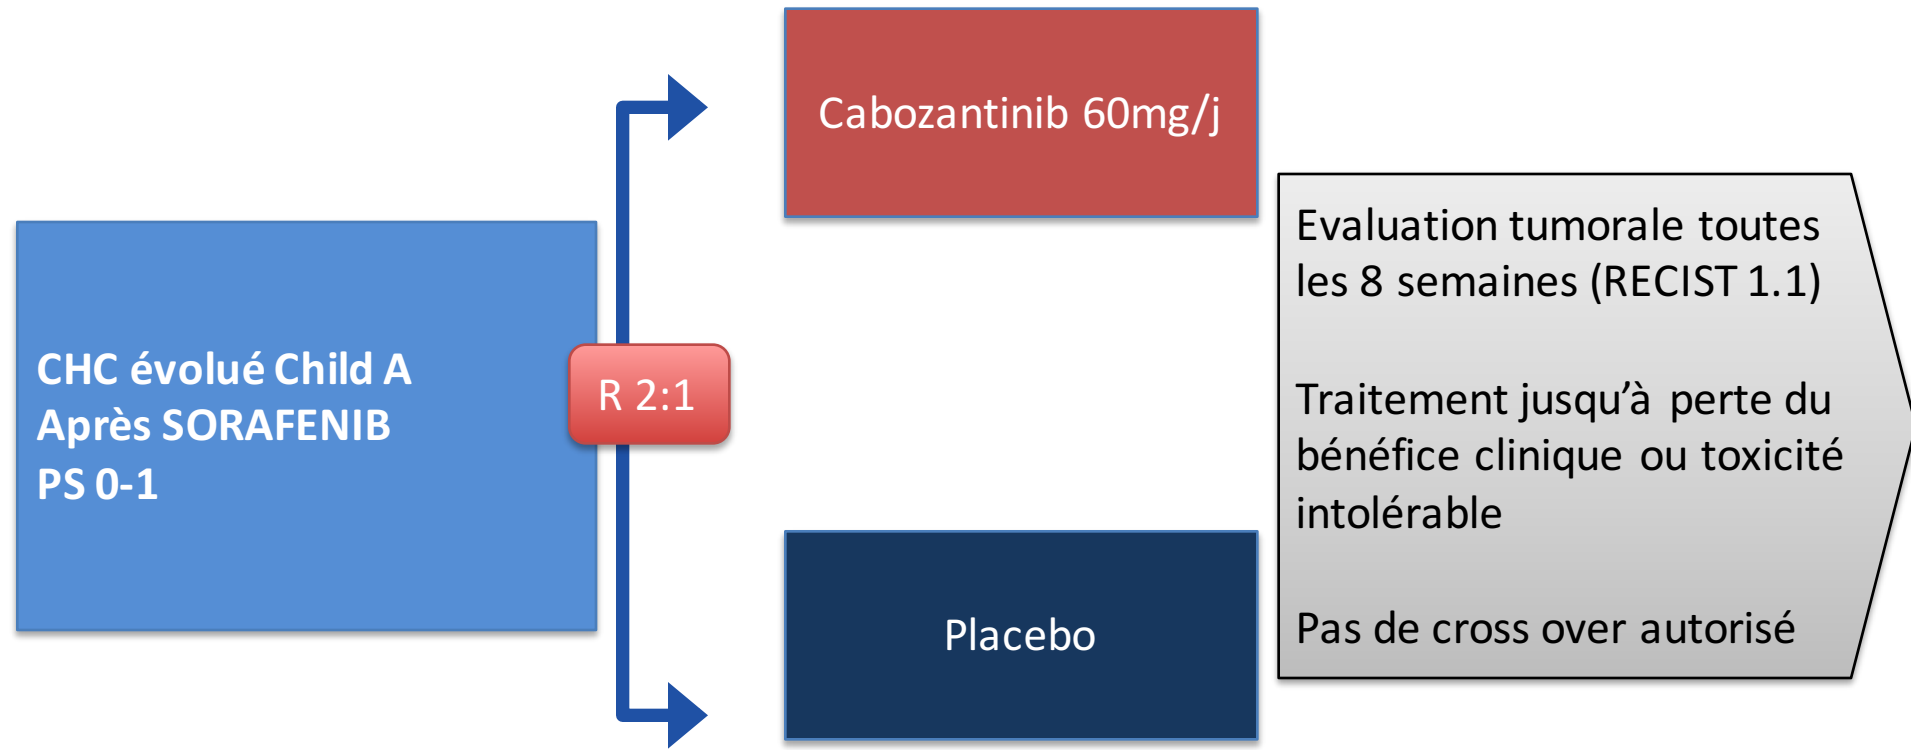 CHC évolué Child A
Après SORAFENIB
PS 0-1
R 2:1
Cabozantinib 60mg/j
Placebo
Evaluation tumorale toutes
les 8 semaines (RECIST 1.1)
Traitement jusqu’à perte du
bénéfice clinique ou toxicité
intolérable
Pas de cross over autorisé